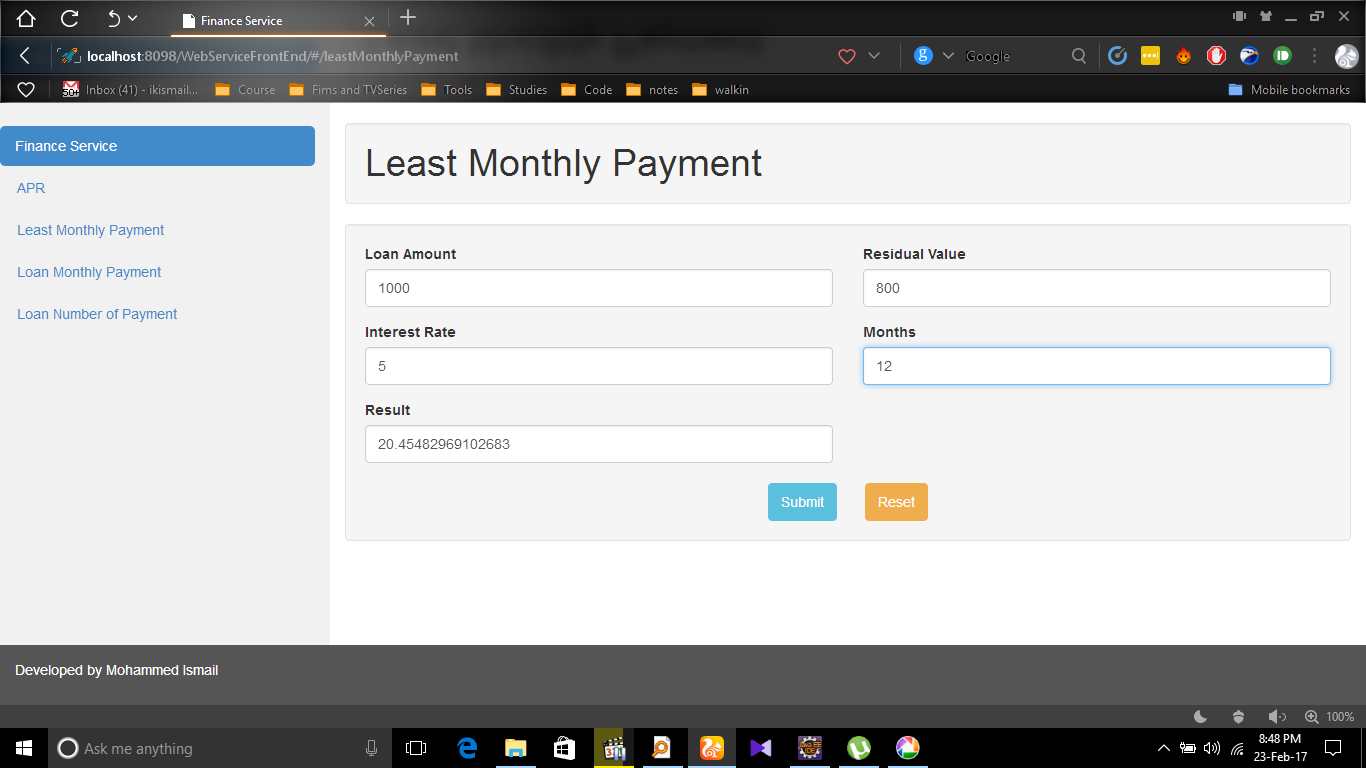 Finance Service
localhost:8098/WebServiceFrontEnd/#/leastMonthlyPayment
g
Google
50+ Inbox (41) - ikismail... Course Fims and TVSeries Tools Studies Code notes walkin Mobile bookmarks
Finance Service
APR
Least Monthly Payment
Loan Monthly Payment
Loan Number of Payment
Least Monthly Payment
Loan Amount Residual Value
1000 800
Interest Rate Months
5 12
Result
20.45482969102683
Submit Reset
Developed by Mohammed Ismail
100%
Ask me anything
8:48 PM
23-Feb-17